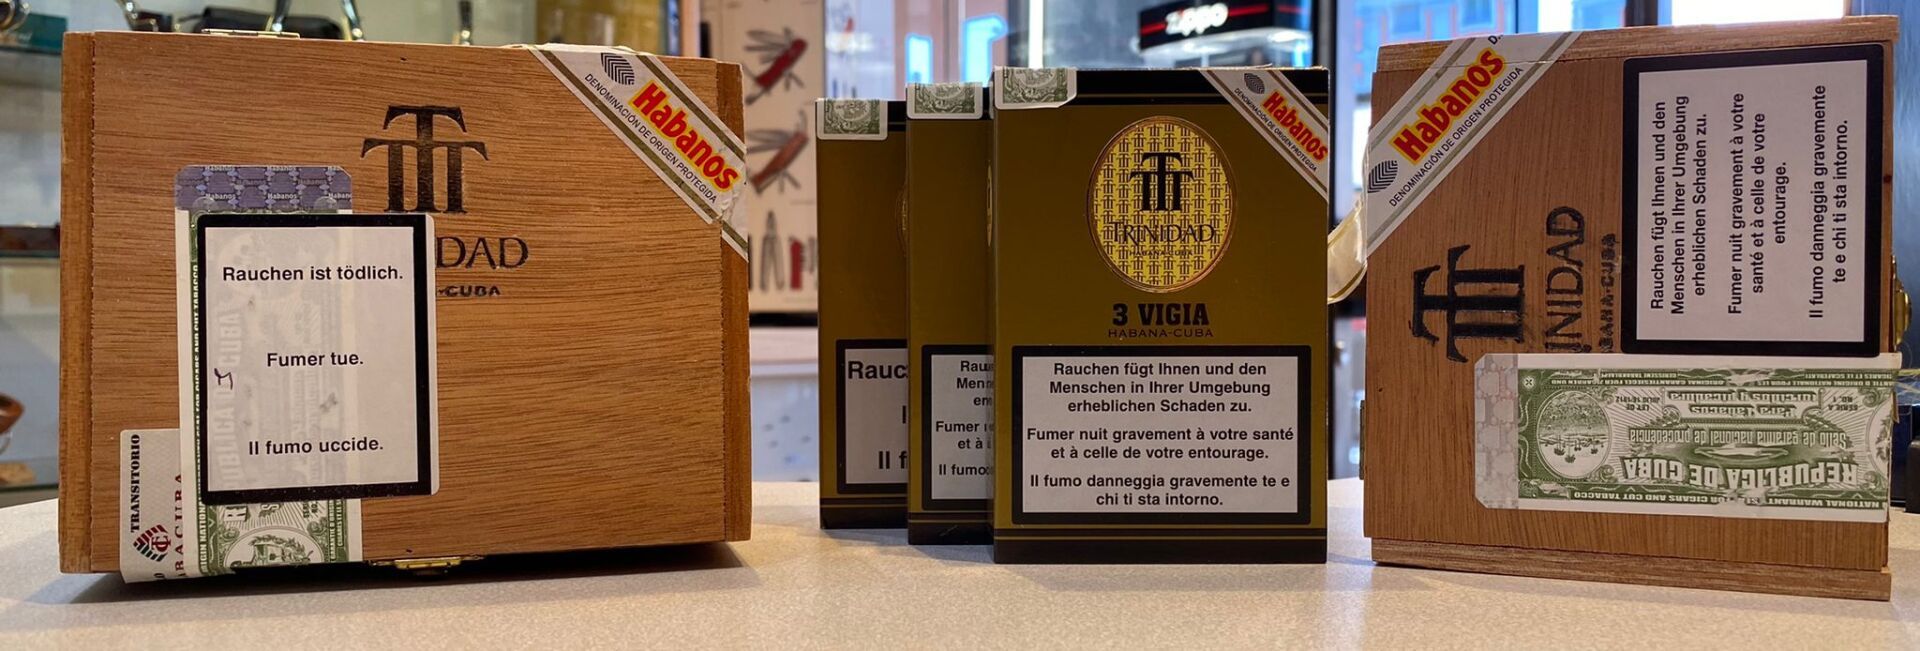 Habanos
DENOMINACIÓN DE ORIGEN PROTEGIDA
DAD
-CUBA
Habanos
Rauchen ist tödlich.
Fumer tue.
Il fumo uccide.
TRANSITORIO
zippo
Habanos
DENOMINACIÓN DE ORIGEN PROTEGIDA
TRINIDAD
HABANA-CUBA
3 VIGIA
HABANA-CUBA
Rauchen fügt Ihnen und den
Menschen in Ihrer Umgebung
erheblichen Schaden zu.
Fumer nuit gravement à votre santé
et à celle de votre entourage.
Il fumo danneggia gravemente te e
chi ti sta intorno.
Rauc
Il f
Rau
Men
Fumer
et à
Il fumo
Habanos
DENOMINACIÓN DE ORIGEN PROTEGIDA
INIDAD
Rauchen fügt Ihnen und den
Menschen in Ihrer Umgebung
erheblichen Schaden zu.
Fumer nuit gravement à votre
santé et à celle de votre
entourage.
Il fumo danneggia gravemente
te e chi ti sta intorno.
REPUBLICA DE CUBA
Sello de garantia nacional de procedencia